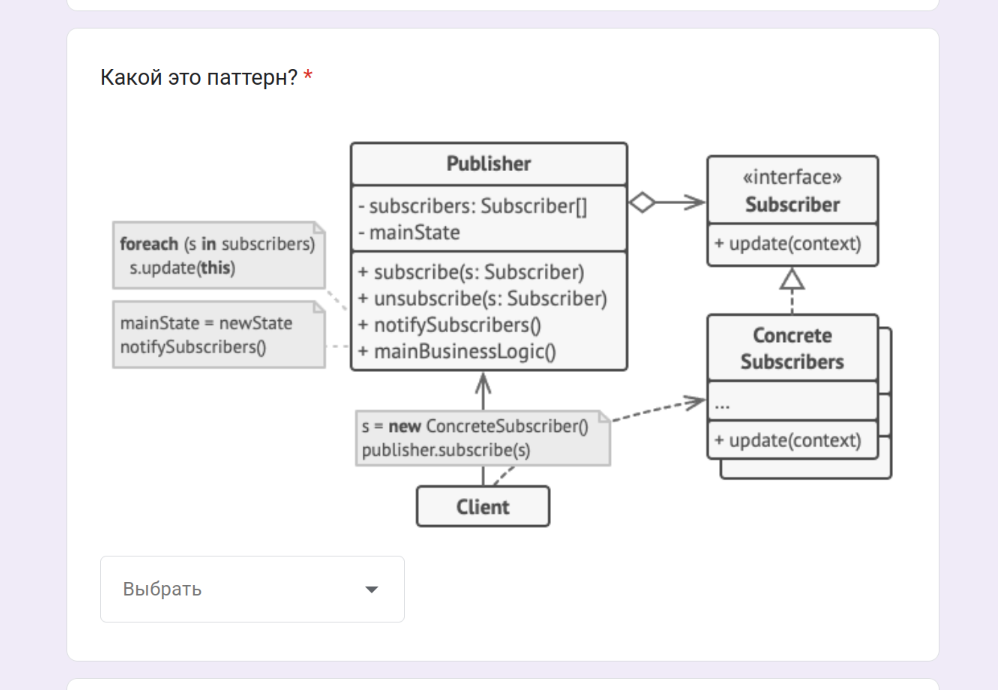 Какой это паттерн? *
Publisher
- subscribers: Subscriber[]
- mainState
+ subscribe(s: Subscriber)
+ unsubscribe(s: Subscriber)
+ notifySubscribers()
+ mainBusinessLogic()
«interface»
Subscriber
+ update(context)
foreach (s in subscribers)
s.update(this)
mainState = newState
notifySubscribers()
Concrete
Subscribers
...
+ update(context)
s = new ConcreteSubscriber()
publisher.subscribe(s)
Client
Выбрать